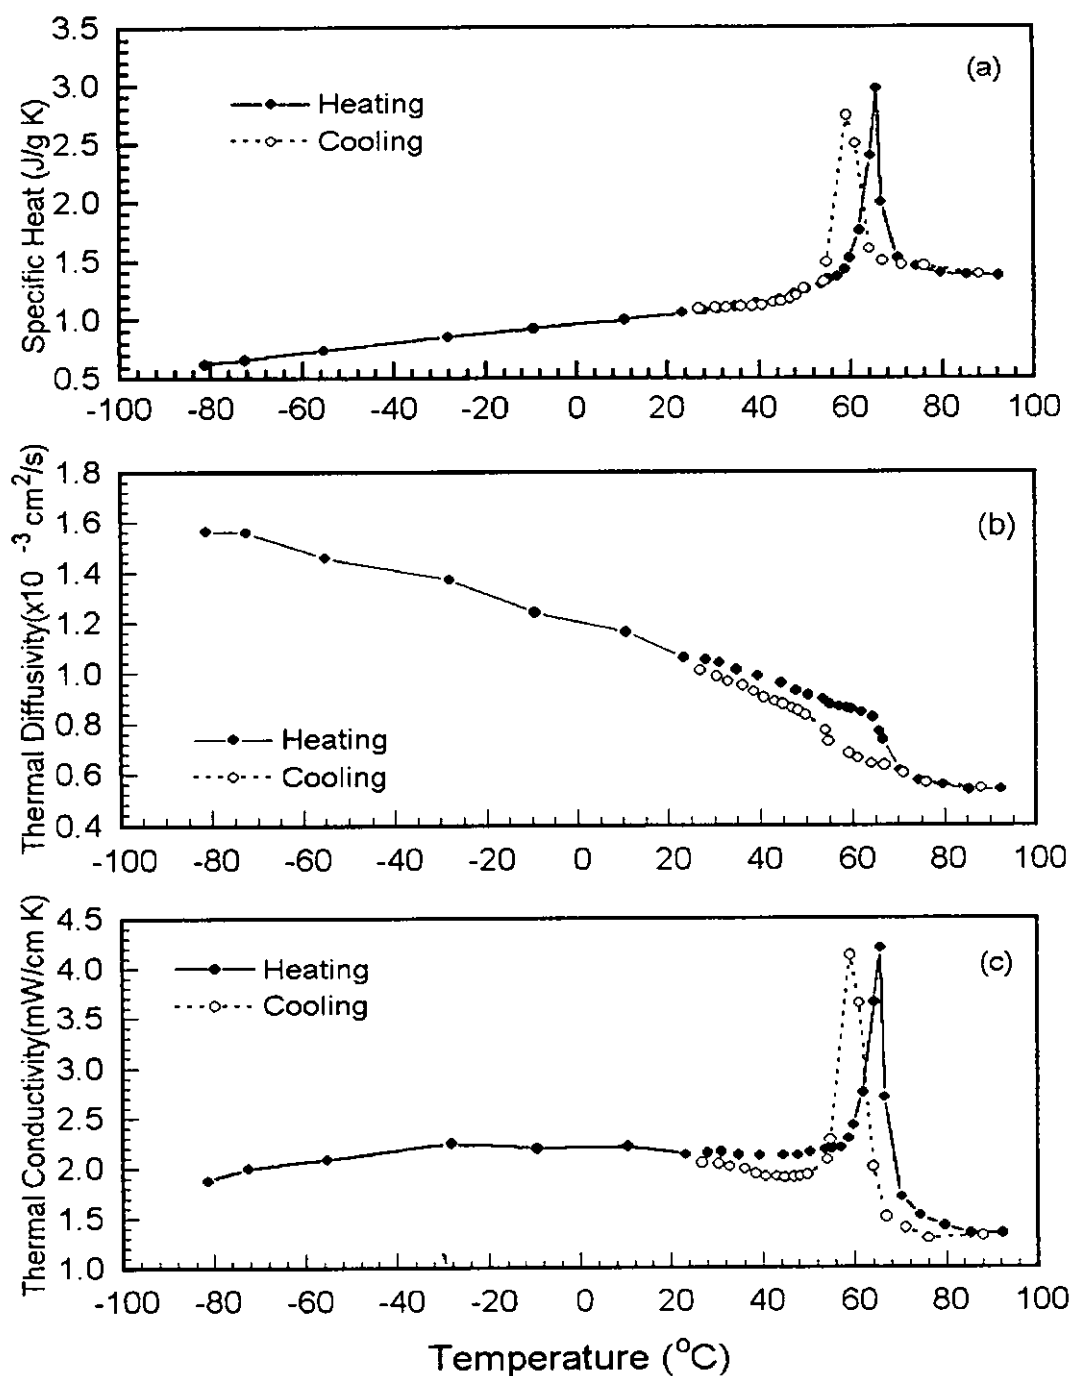 3.5
(a)
3.0
Heating
Cooling
2.5
2.0
1.5
1.0
0.5
Specific Heat (J/g K)
-100 -80 -60 -40 -20 0 20 40 60 80 100
1.8
(b)
1.6
1.4
1.2
1.0
0.8
Heating
Cooling
0.6
0.4
Thermal Diffusivity(x10 -3 cm2/s)
-100 -80 -60 -40 -20 0 20 40 60 80 100
4.5
(c)
4.0
Heating
Cooling
3.5
3.0
2.5
2.0
1.5
1.0
Thermal Conductivity(mW/cm K)
-100 -80 -60 -40 -20 0 20 40 60 80 100
Temperature (°C)